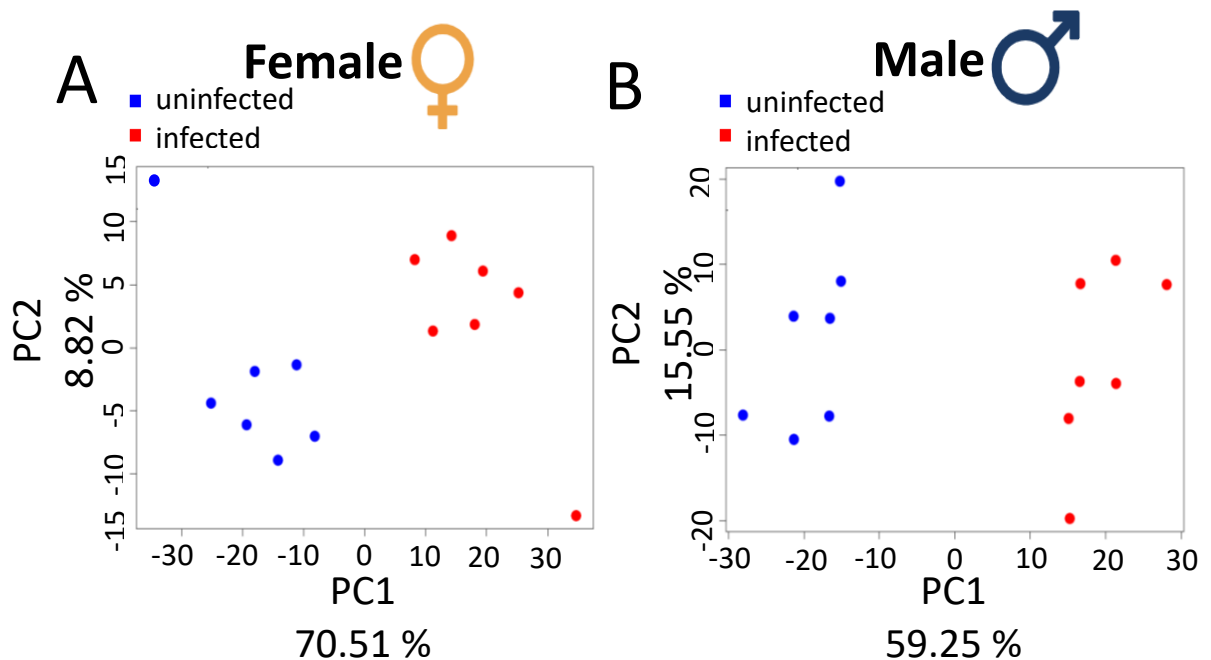 A
Female
uninfected
infected
15
10
5
0
-5
-10
-15
PC2
8.82 %
-30 -20 -10 0 10 20 30
PC1
70.51 %
B
Male
uninfected
infected
20
10
0
-10
-20
PC2
15.55 %
-30 -20 -10 0 10 20 30
PC1
59.25 %